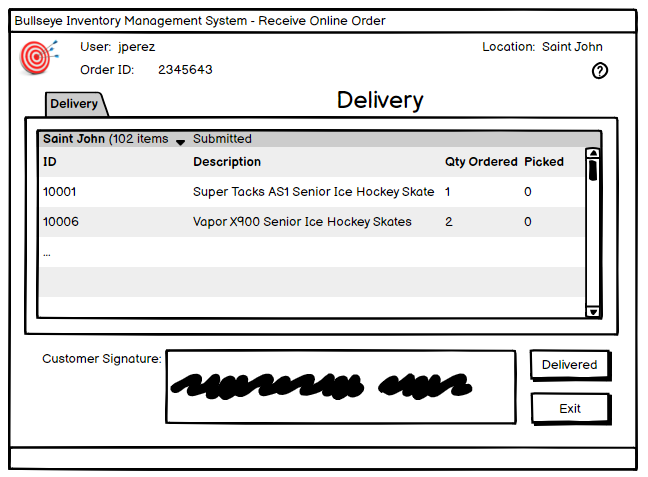 Bullseye Inventory Management System - Receive Online Order
User: jperez Location: Saint John
Order ID: 2345643
?
Delivery
Delivery
Saint John (102 items Submitted
ID Description Qty Ordered Picked
10001 Super Tacks AS1 Senior Ice Hockey Skate 1 0
10006 Vapor X900 Senior Ice Hockey Skates 2 0
...
Customer Signature:
Delivered
Exit